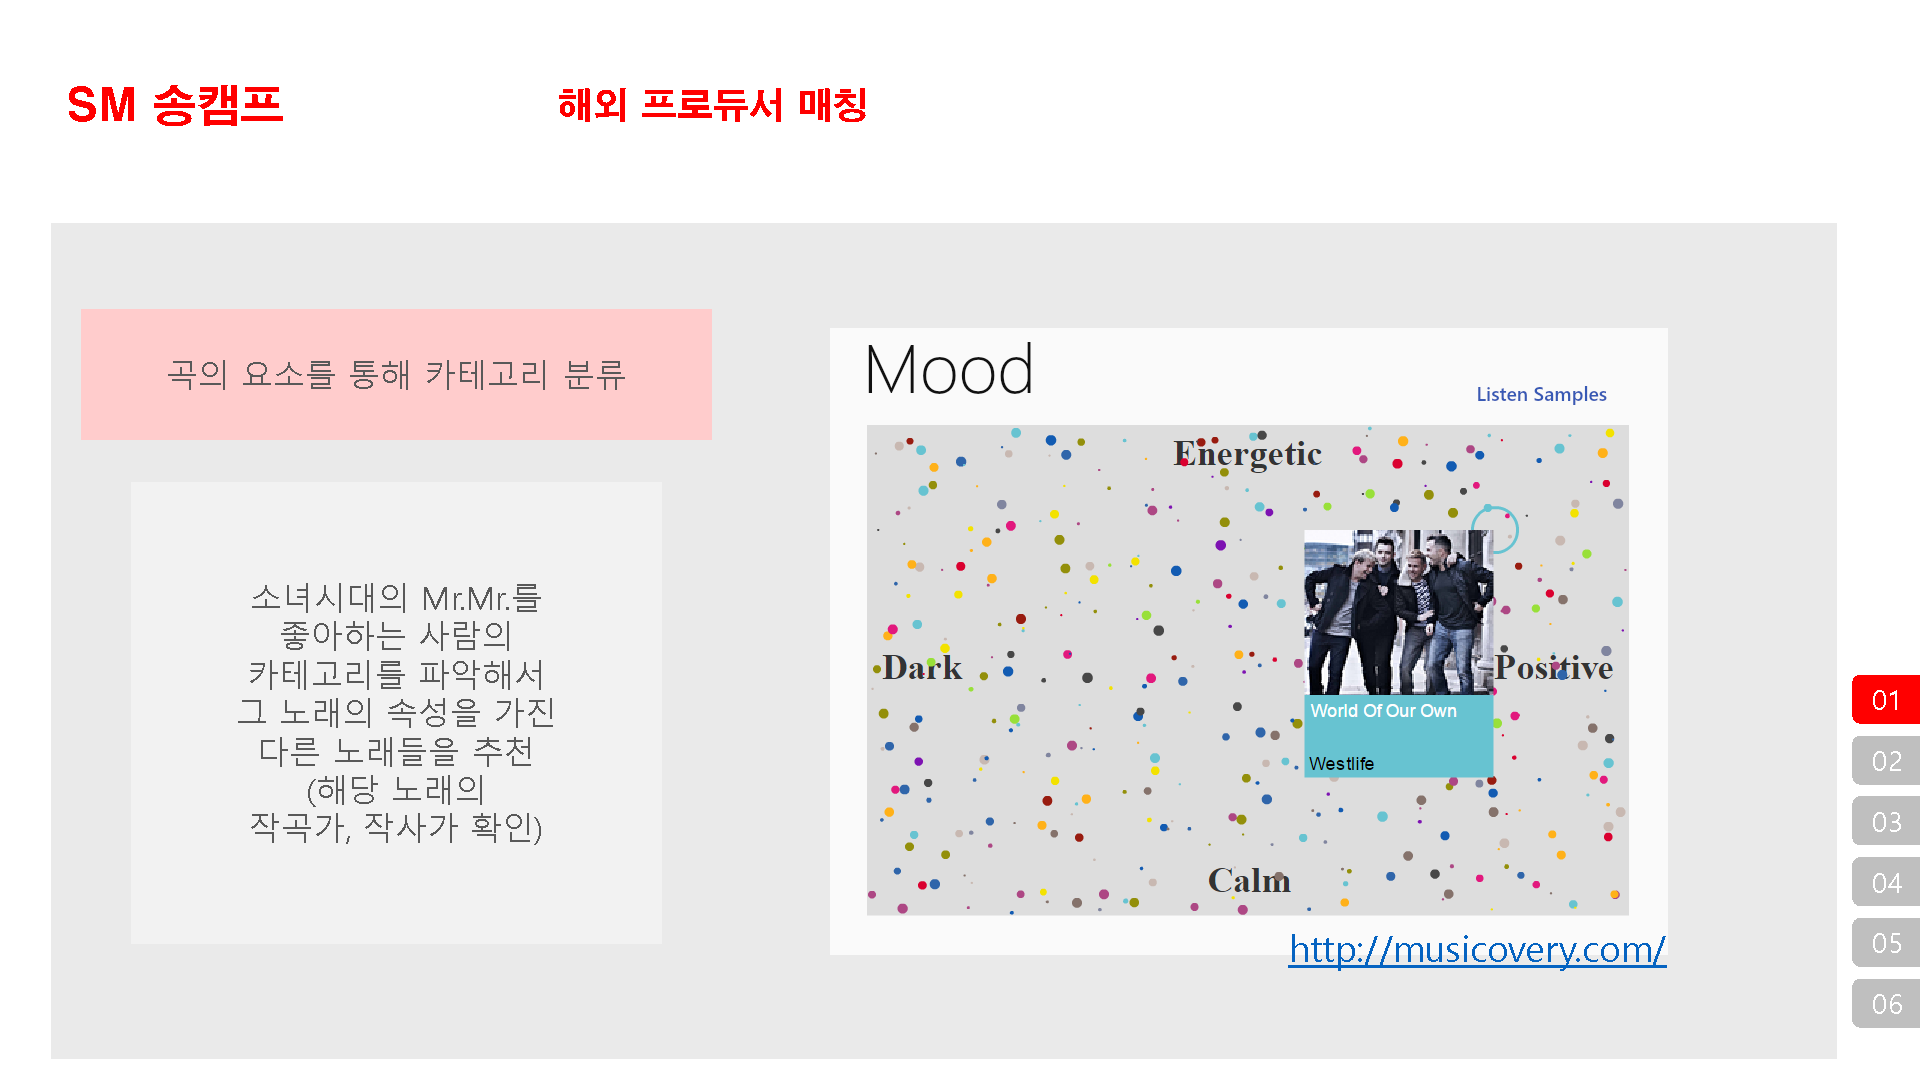 SM 송캠프
해외 프로듀서 매칭
곡의 요소를 통해 카테고리 분류
소녀시대의 Mr.Mr.를
좋아하는 사람의
카테고리를 파악해서
그 노래의 속성을 가진
다른 노래들을 추천
(해당 노래의
작곡가, 작사가 확인)
Mood
Listen Samples
Energetic
Dark
Positive
World Of Our Own
Westlife
Calm
http://musicovery.com/
01
02
03
04
05
06